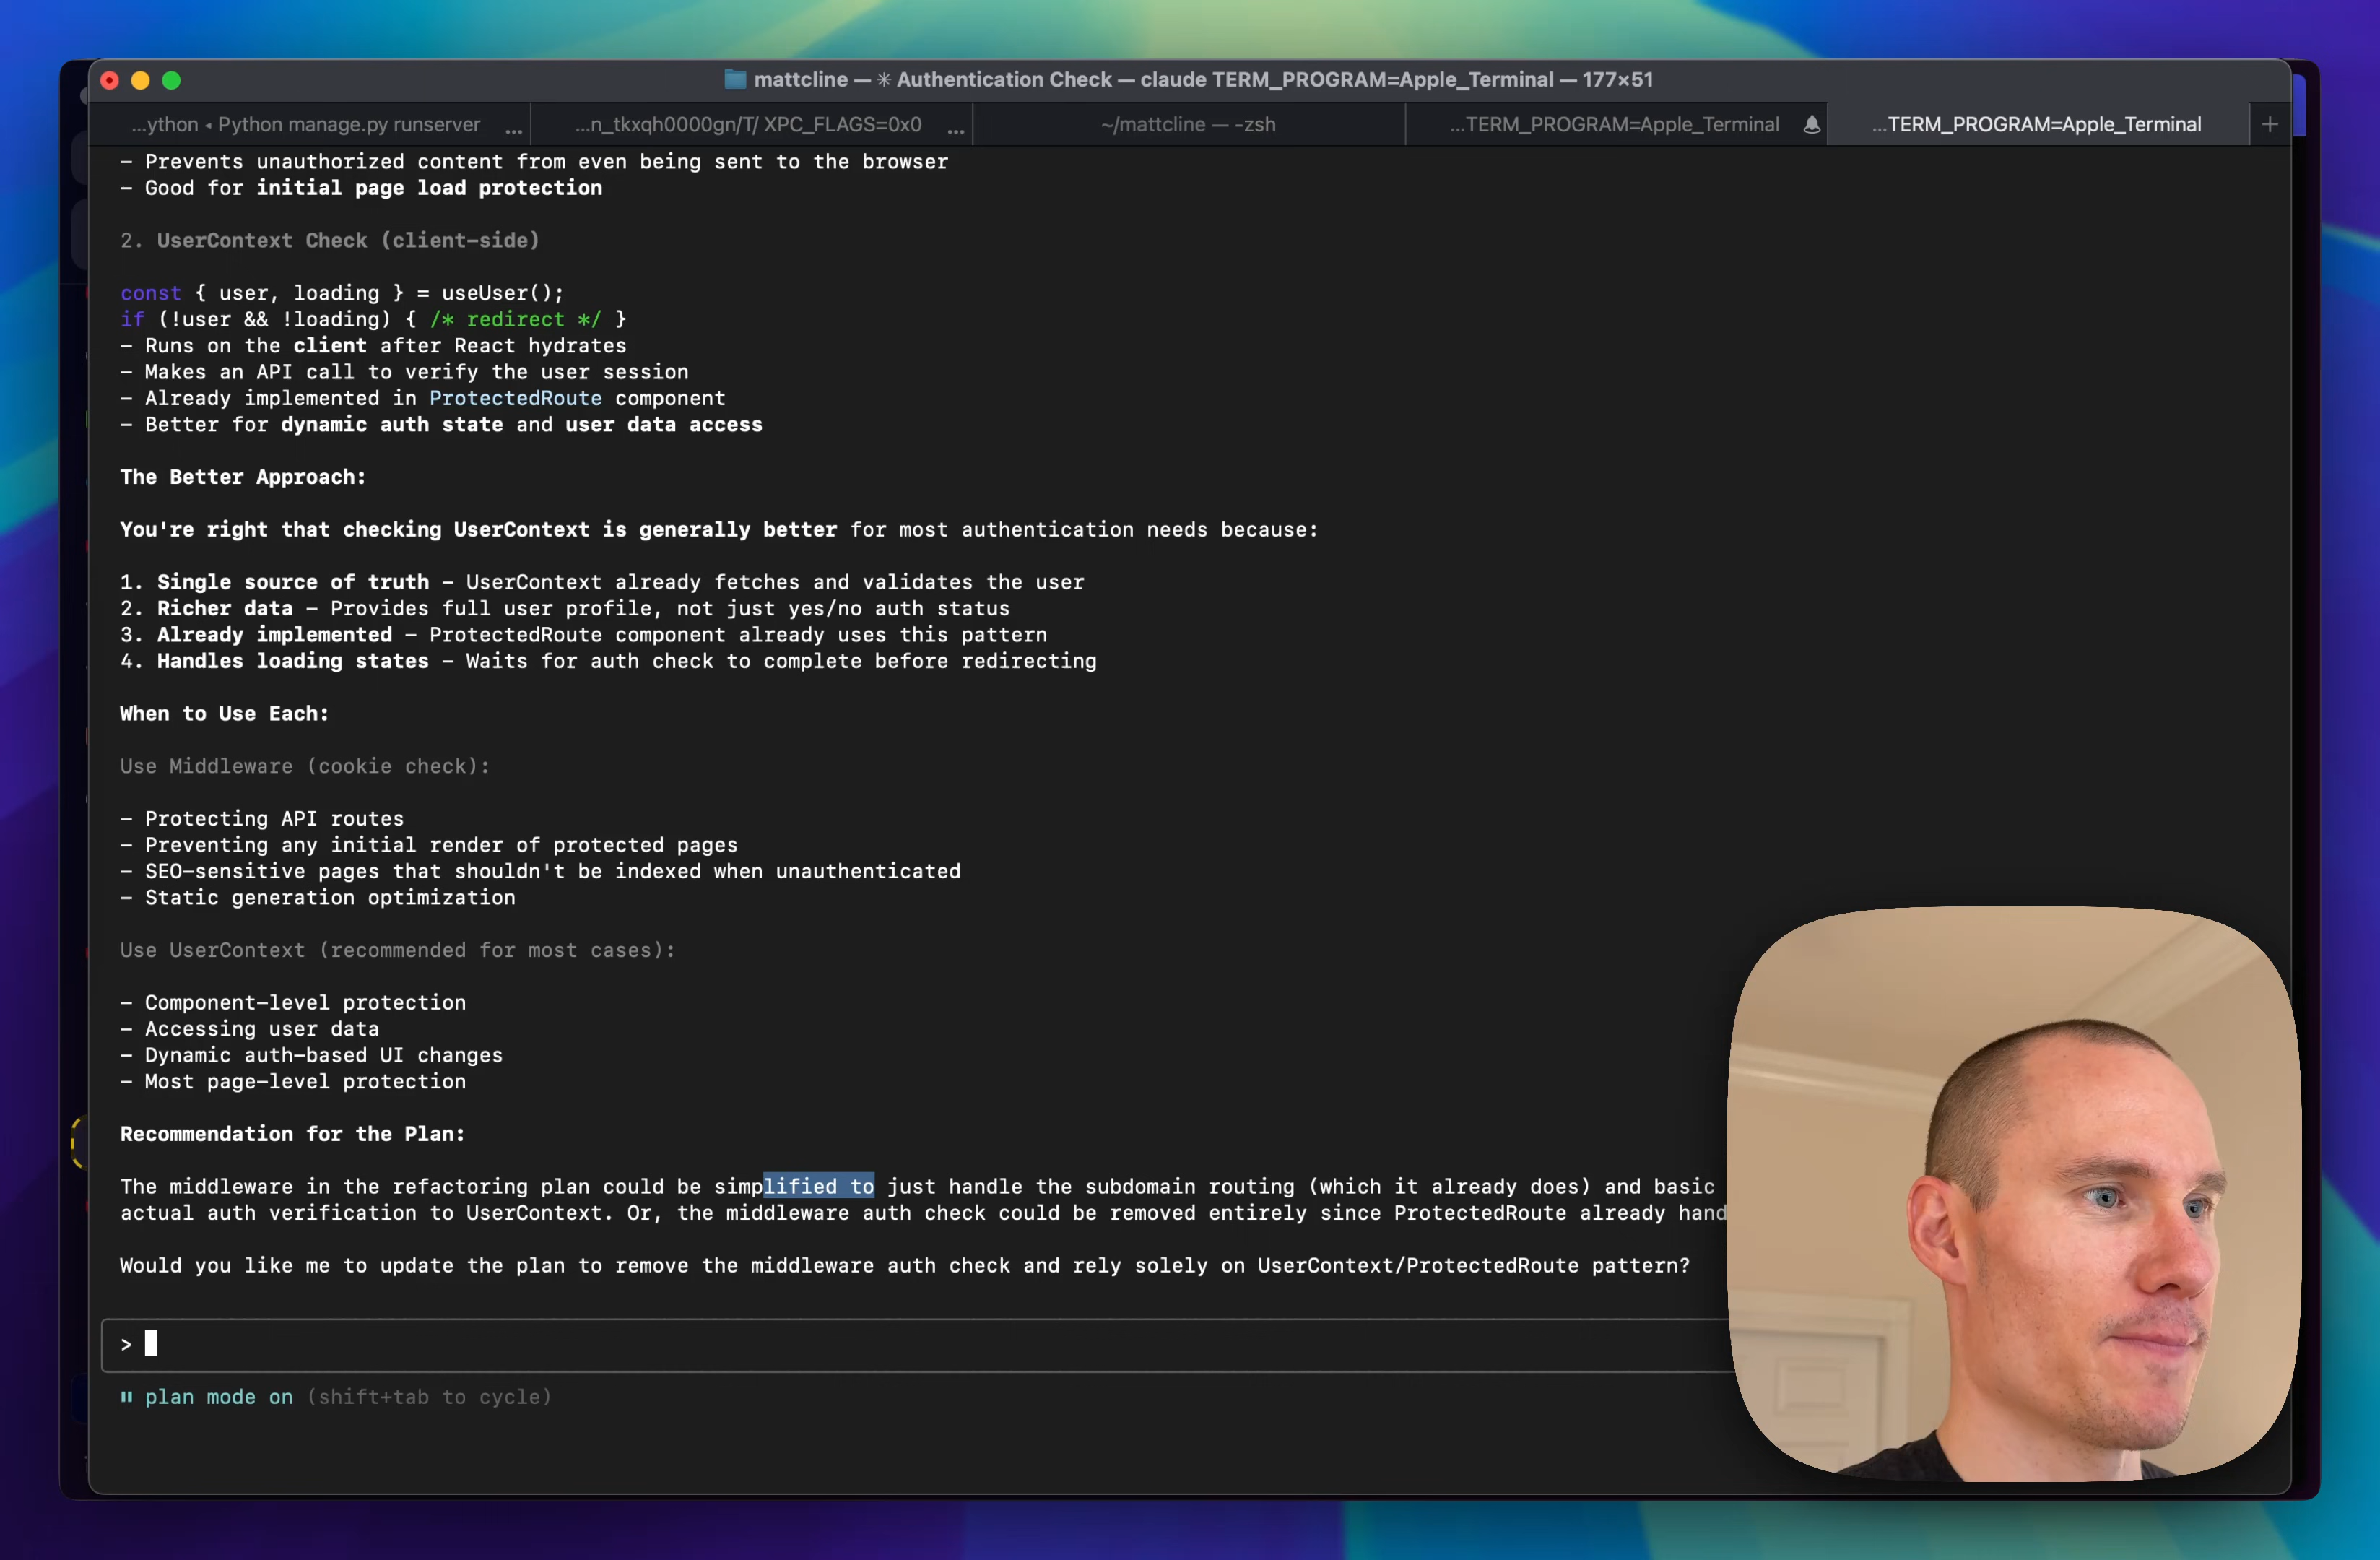 mattcline — ✳ Authentication Check — claude TERM_PROGRAM=Apple_Terminal — 177×51
...ython ◂ Python manage.py runserver ...
...n_tkxqh0000gn/T/ XPC_FLAGS=0x0 ...
~/mattcline — -zsh
...TERM_PROGRAM=Apple_Terminal
...TERM_PROGRAM=Apple_Terminal
- Prevents unauthorized content from even being sent to the browser
- Good for initial page load protection
2. UserContext Check (client-side)
const { user, loading } = useUser();
if (!user && !loading) { /* redirect */ }
- Runs on the client after React hydrates
- Makes an API call to verify the user session
- Already implemented in ProtectedRoute component
- Better for dynamic auth state and user data access
The Better Approach:
You're right that checking UserContext is generally better for most authentication needs because:
1. Single source of truth - UserContext already fetches and validates the user
2. Richer data - Provides full user profile, not just yes/no auth status
3. Already implemented - ProtectedRoute component already uses this pattern
4. Handles loading states - Waits for auth check to complete before redirecting
When to Use Each:
Use Middleware (cookie check):
- Protecting API routes
- Preventing any initial render of protected pages
- SEO-sensitive pages that shouldn't be indexed when unauthenticated
- Static generation optimization
Use UserContext (recommended for most cases):
- Component-level protection
- Accessing user data
- Dynamic auth-based UI changes
- Most page-level protection
Recommendation for the Plan:
The middleware in the refactoring plan could be simplified to just handle the subdomain routing (which it already does) and basic
actual auth verification to UserContext. Or, the middleware auth check could be removed entirely since ProtectedRoute already hand
Would you like me to update the plan to remove the middleware auth check and rely solely on UserContext/ProtectedRoute pattern?
>
⏸ plan mode on (shift+tab to cycle)